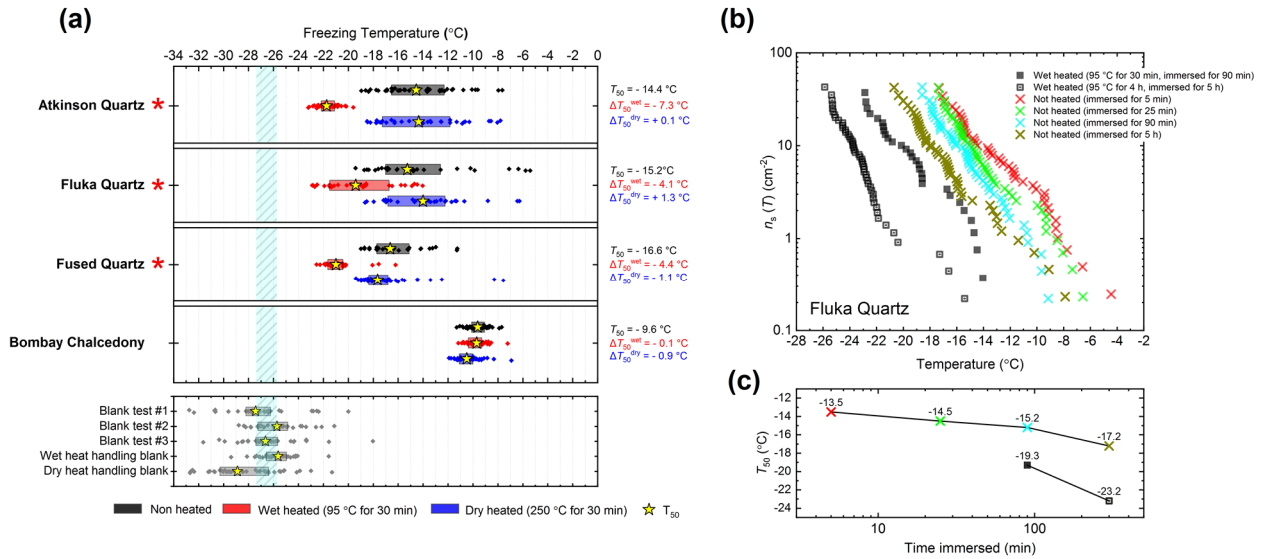 (a)
Freezing Temperature (°C)
-34 -32 -30 -28 -26 -24 -22 -20 -18 -16 -14 -12 -10 -8 -6 -4 -2 0
Atkinson Quartz *
T50 = - 14.4 °C
ΔT50wet = - 7.3 °C
ΔT50dry = + 0.1 °C
Fluka Quartz *
T50 = - 15.2°C
ΔT50wet = - 4.1 °C
ΔT50dry = + 1.3 °C
Fused Quartz *
T50 = - 16.6 °C
ΔT50wet = - 4.4 °C
ΔT50dry = - 1.1 °C
Bombay Chalcedony
T50 = - 9.6 °C
ΔT50wet = - 0.1 °C
ΔT50dry = - 0.9 °C
Blank test #1
Blank test #2
Blank test #3
Wet heat handling blank
Dry heat handling blank
Non heated
Wet heated (95 °C for 30 min)
Dry heated (250 °C for 30 min)
T50
(b)
100
10
1
0.1
ns (T) (cm-2)
Wet heated (95 °C for 30 min, immersed for 90 min)
Wet heated (95 °C for 4 h, immersed for 5 h)
Not heated (immersed for 5 min)
Not heated (immersed for 25 min)
Not heated (immersed for 90 min)
Not heated (immersed for 5 h)
Fluka Quartz
-28 -26 -24 -22 -20 -18 -16 -14 -12 -10 -8 -6 -4 -2
Temperature (°C)
(c)
-12
-14
-16
-18
-20
-22
-24
T50 (°C)
-13.5
-14.5
-15.2
-17.2
-19.3
-23.2
10 100
Time immersed (min)